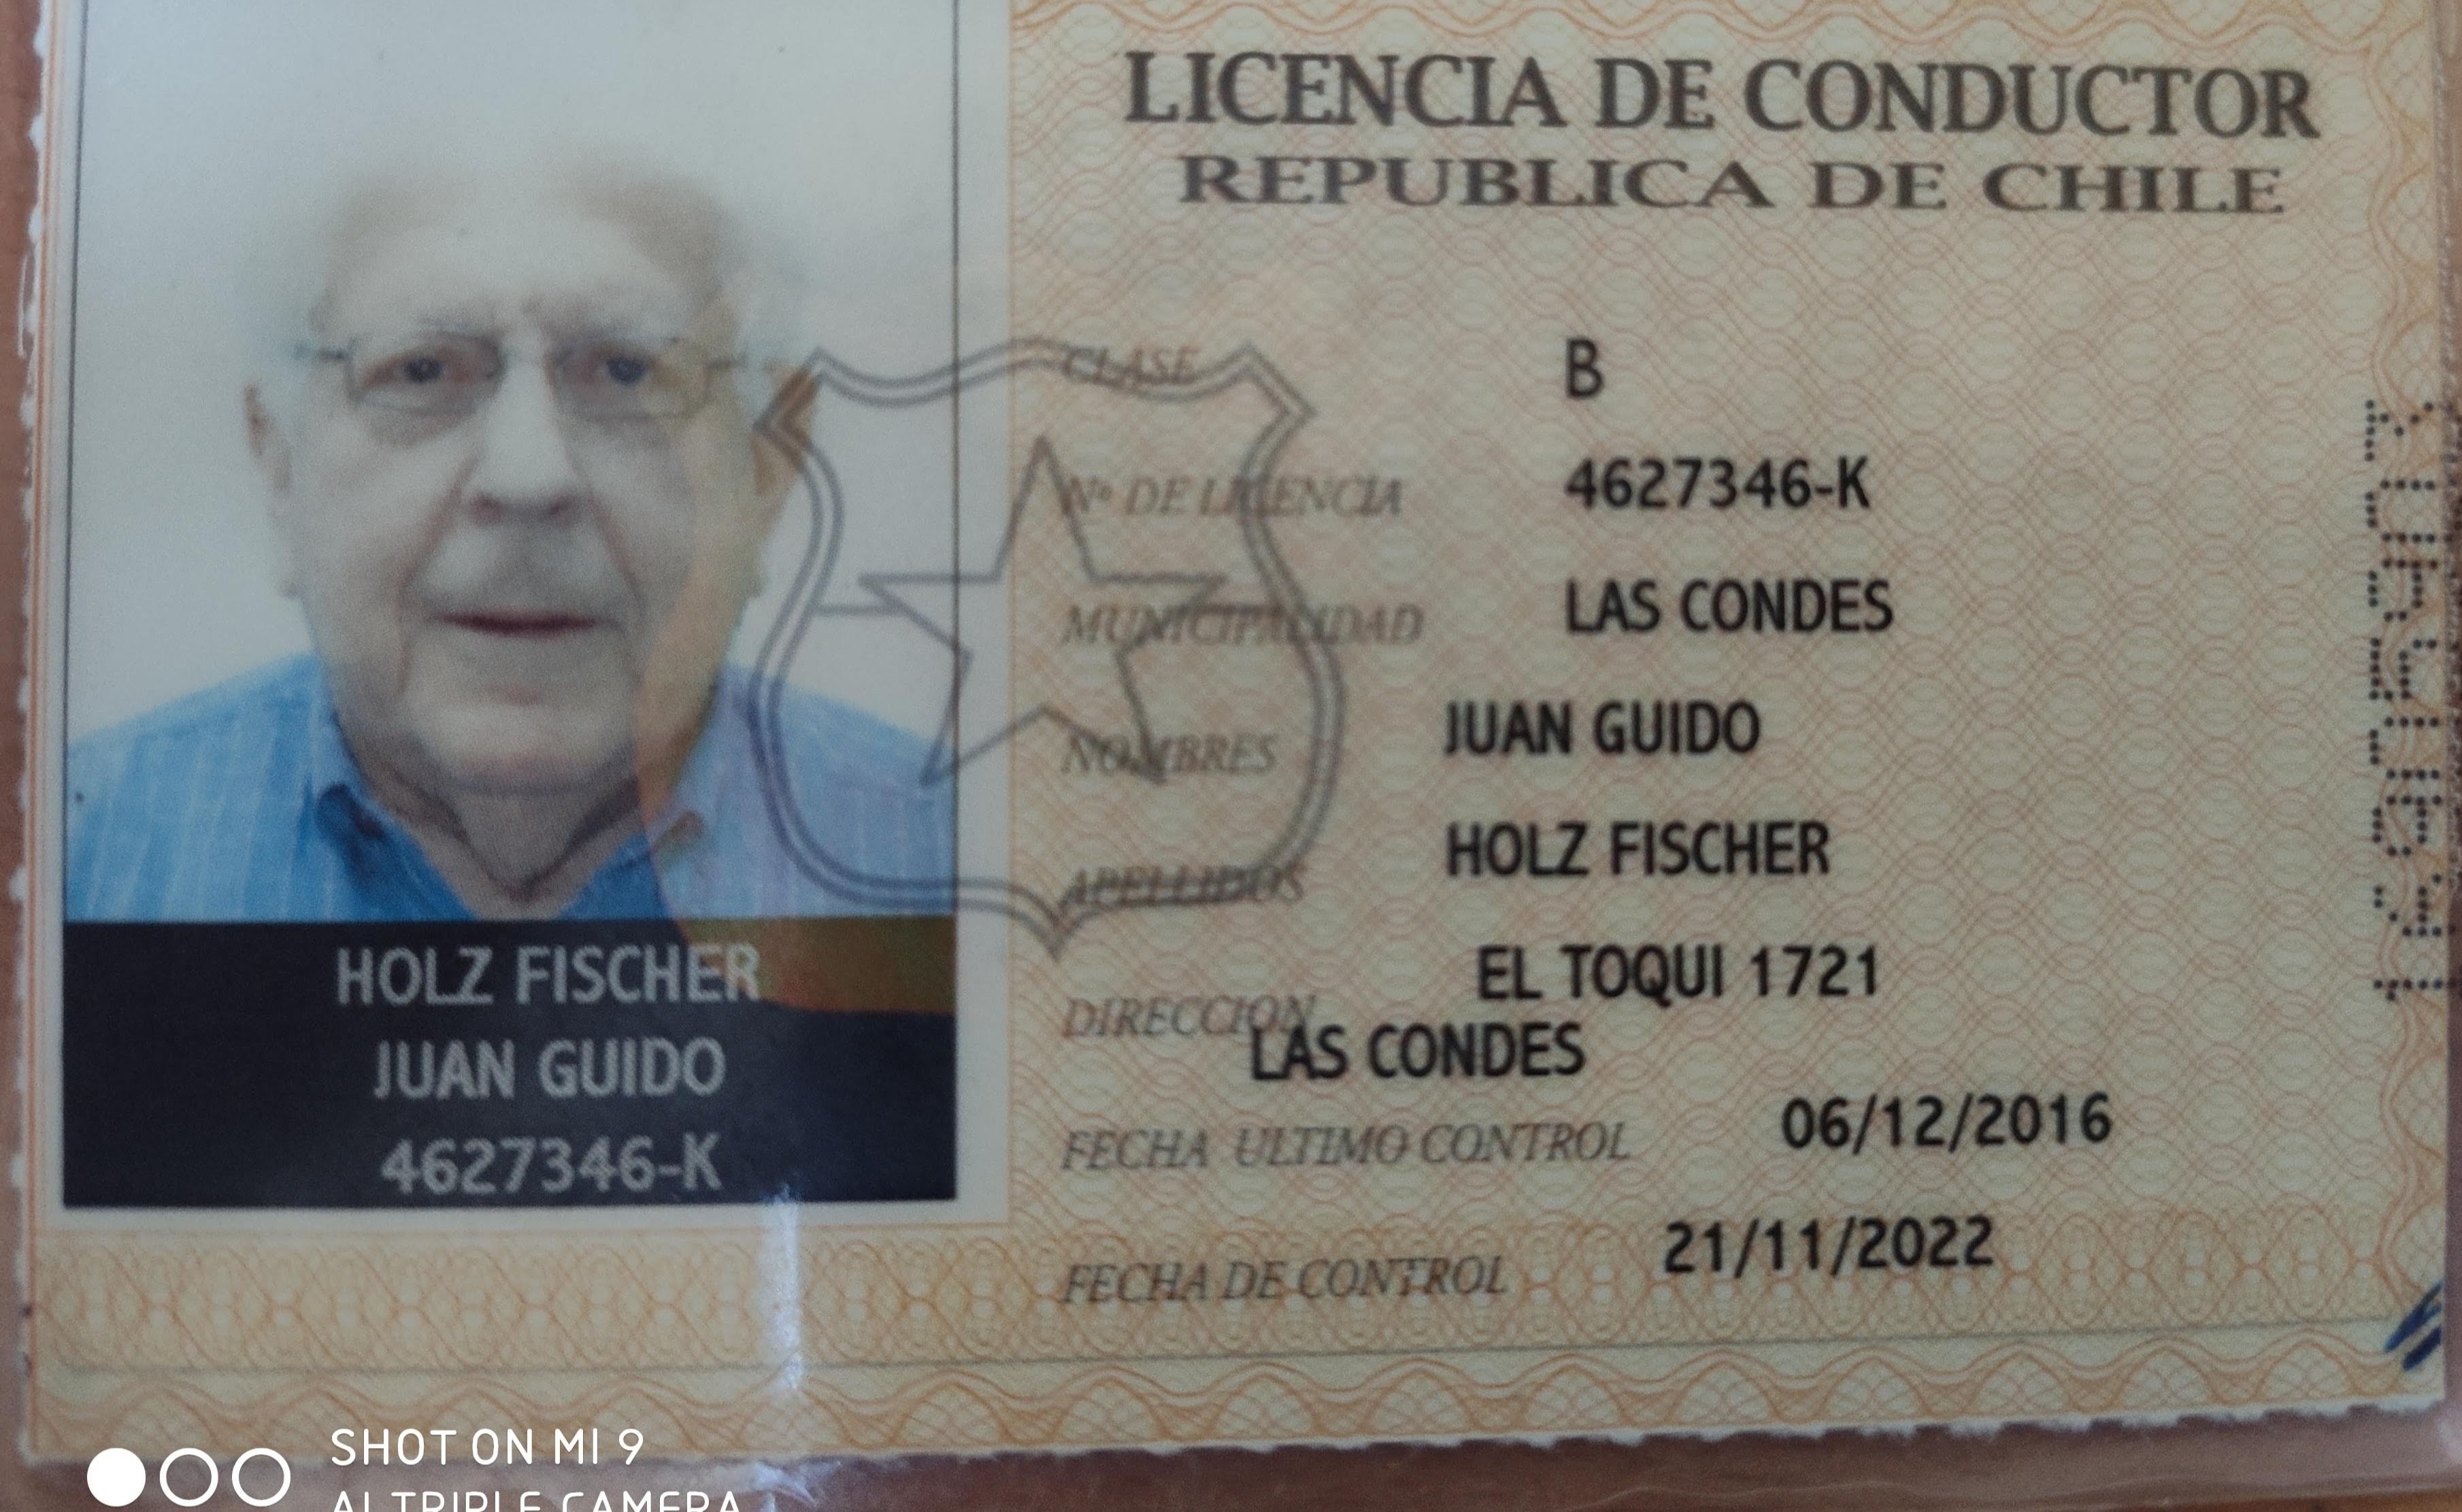 LICENCIA DE CONDUCTOR
REPUBLICA DE CHILE
CLASE B
Nº DE LICENCIA 4627346-K
MUNICIPALIDAD LAS CONDES
NOMBRES JUAN GUIDO
APELLIDOS HOLZ FISCHER
DIRECCION EL TOQUI 1721
LAS CONDES
FECHA ULTIMO CONTROL 06/12/2016
FECHA DE CONTROL 21/11/2022
HOLZ FISCHER
JUAN GUIDO
4627346-K
SHOT ON MI 9
AI TRIPLE CAMERA